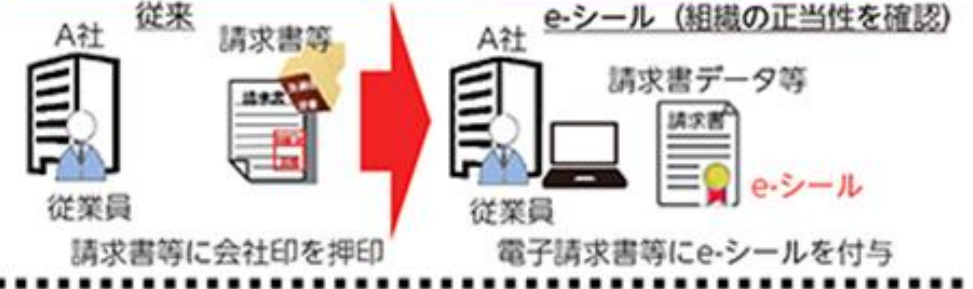 従来
A社
請求書等
請求書
従業員
請求書等に会社印を押印
e-シール（組織の正当性を確認）
A社
請求書データ等
請求書
e-シール
従業員
電子請求書等にe-シールを付与